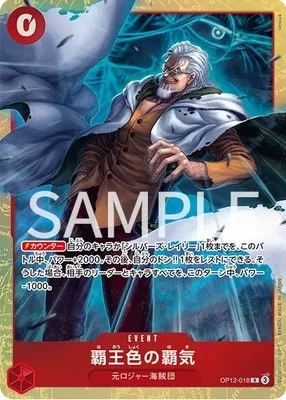 0
SAMPLE
カウンター 自分のキャラか「シルバーズ・レイリー」1枚までを、このバ
トル中、パワー+2000。その後、自分のドン!!1枚をレストにできる。そ
うした場合、相手のリーダーとキャラすべてを、このターン中、パワ
ー-1000。
EVENT
覇王色の覇気
元ロジャー海賊団
OP12-018 R 3